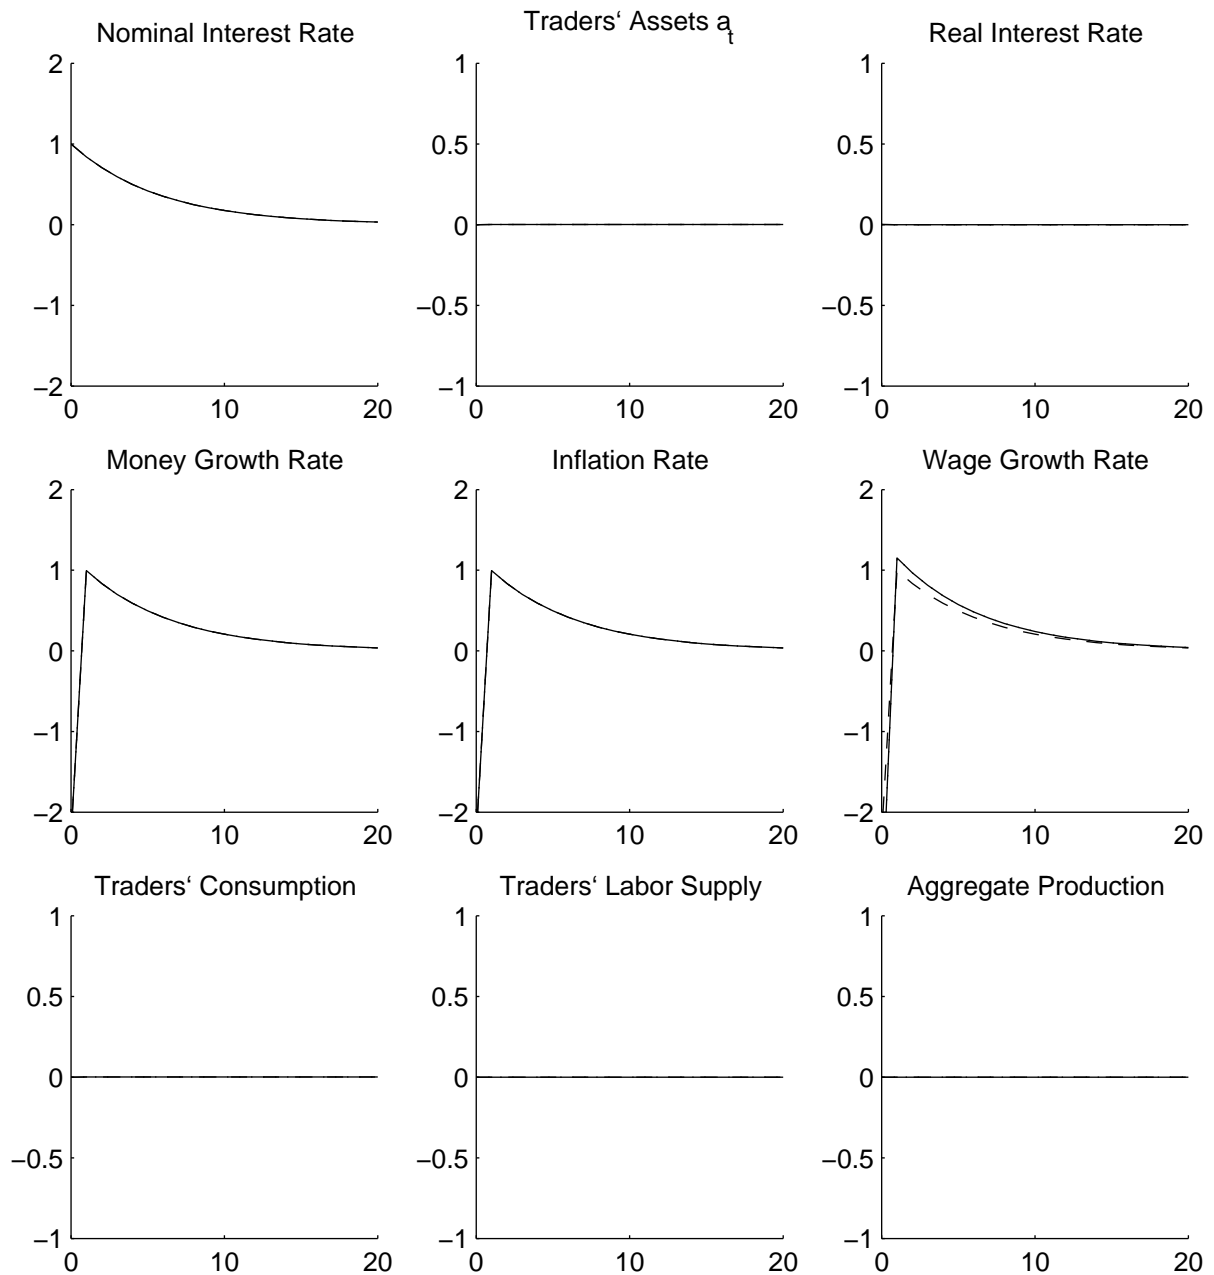 Nominal Interest Rate
Traders‘ Assets a_t
Real Interest Rate
2
1
0
−1
−2
0 10 20
1
0.5
0
−0.5
−1
0 10 20
1
0.5
0
−0.5
−1
0 10 20
Money Growth Rate
Inflation Rate
Wage Growth Rate
2
1
0
−1
−2
0 10 20
2
1
0
−1
−2
0 10 20
2
1
0
−1
−2
0 10 20
Traders‘ Consumption
Traders‘ Labor Supply
Aggregate Production
1
0.5
0
−0.5
−1
0 10 20
1
0.5
0
−0.5
−1
0 10 20
1
0.5
0
−0.5
−1
0 10 20